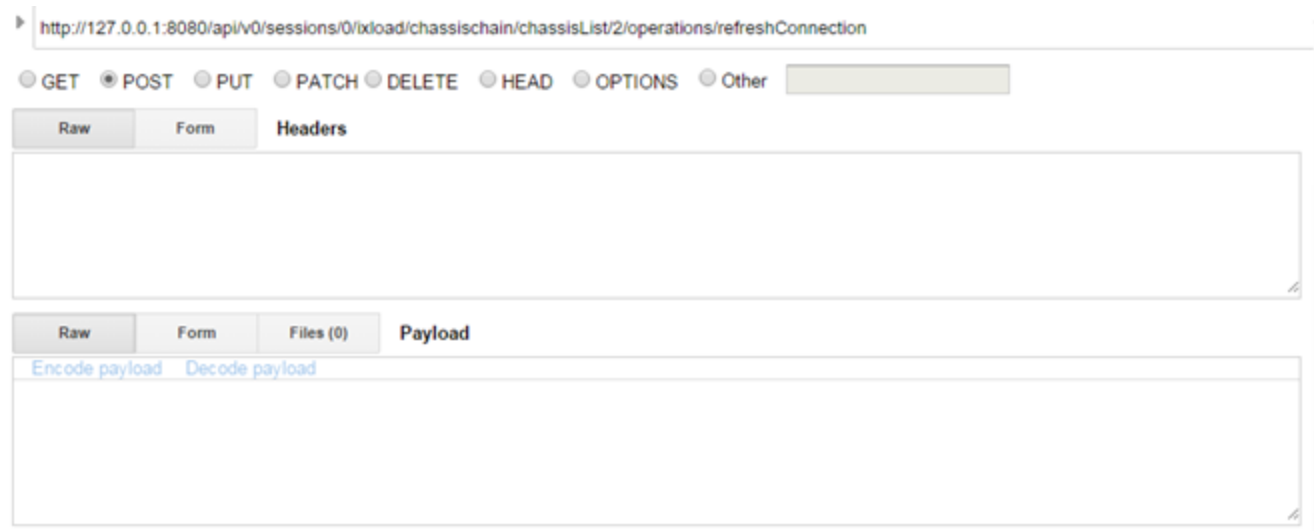 http://127.0.0.1:8080/api/v0/sessions/0/ixload/chassischain/chassisList/2/operations/refreshConnection
GET POST PUT PATCH DELETE HEAD OPTIONS Other
Raw Form Headers
Raw Form Files (0) Payload
Encode payload Decode payload